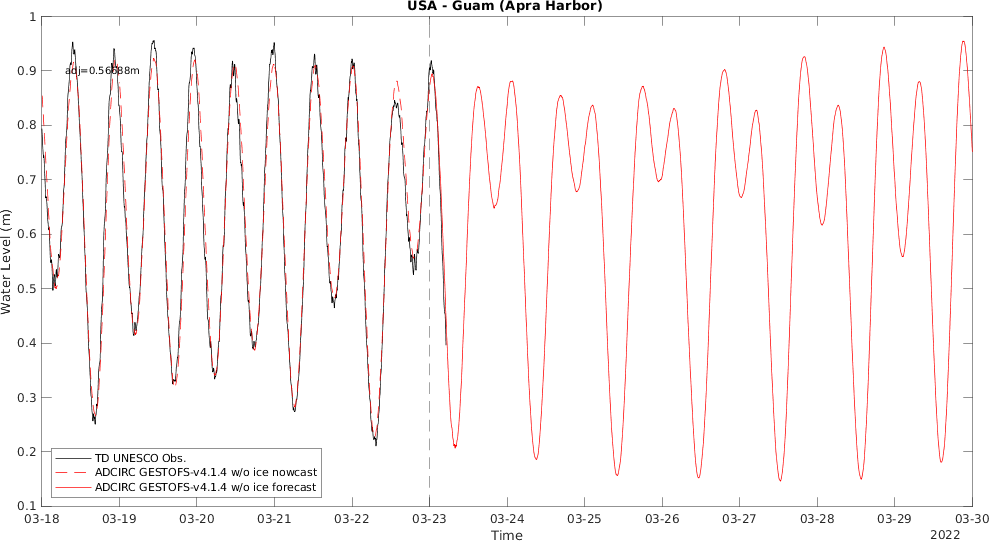 USA - Guam (Apra Harbor)
1
0.9
0.8
0.7
0.6
0.5
0.4
0.3
0.2
0.1
Water Level (m)
adj=0.56688m
TD UNESCO Obs.
ADCIRC GESTOFS-v4.1.4 w/o ice nowcast
ADCIRC GESTOFS-v4.1.4 w/o ice forecast
03-18 03-19 03-20 03-21 03-22 03-23 03-24 03-25 03-26 03-27 03-28 03-29 03-30
Time
2022